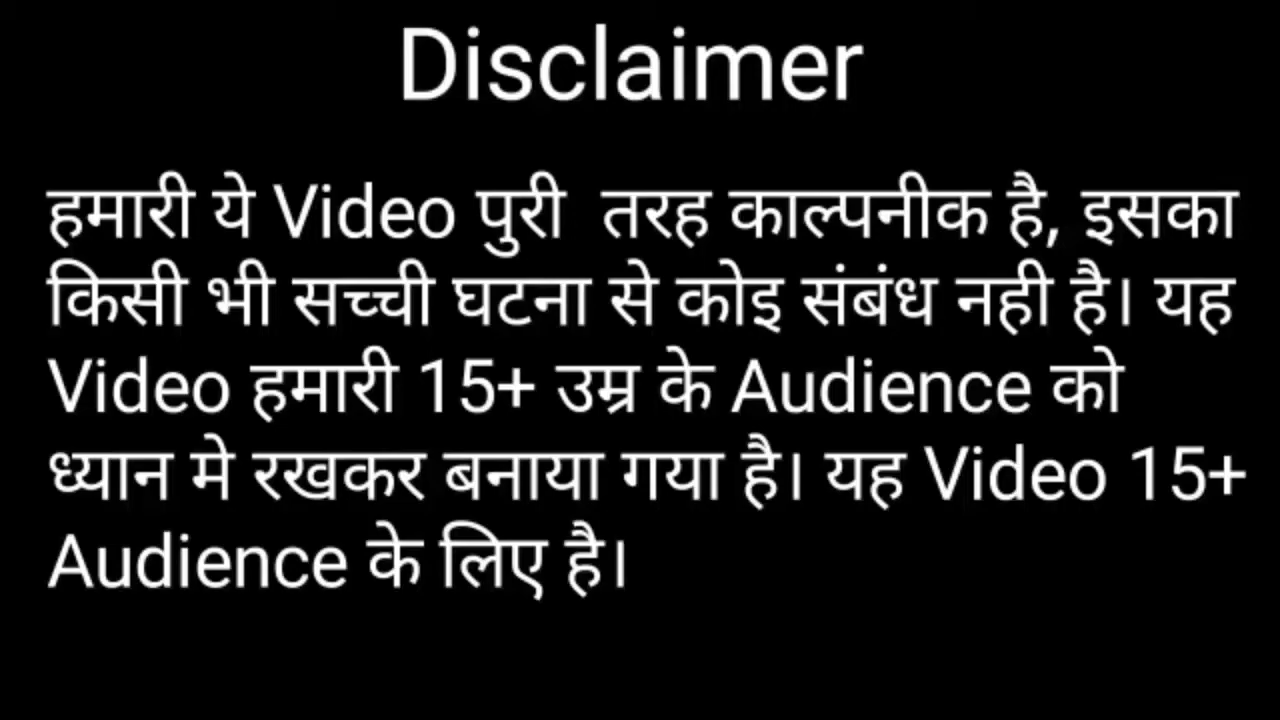 Disclaimer
हमारी ये Video पुरी तरह काल्पनीक है, इसका
किसी भी सच्ची घटना से कोइ संबंध नही है। यह
Video हमारी 15+ उम्र के Audience को
ध्यान मे रखकर बनाया गया है। यह Video 15+
Audience के लिए है।